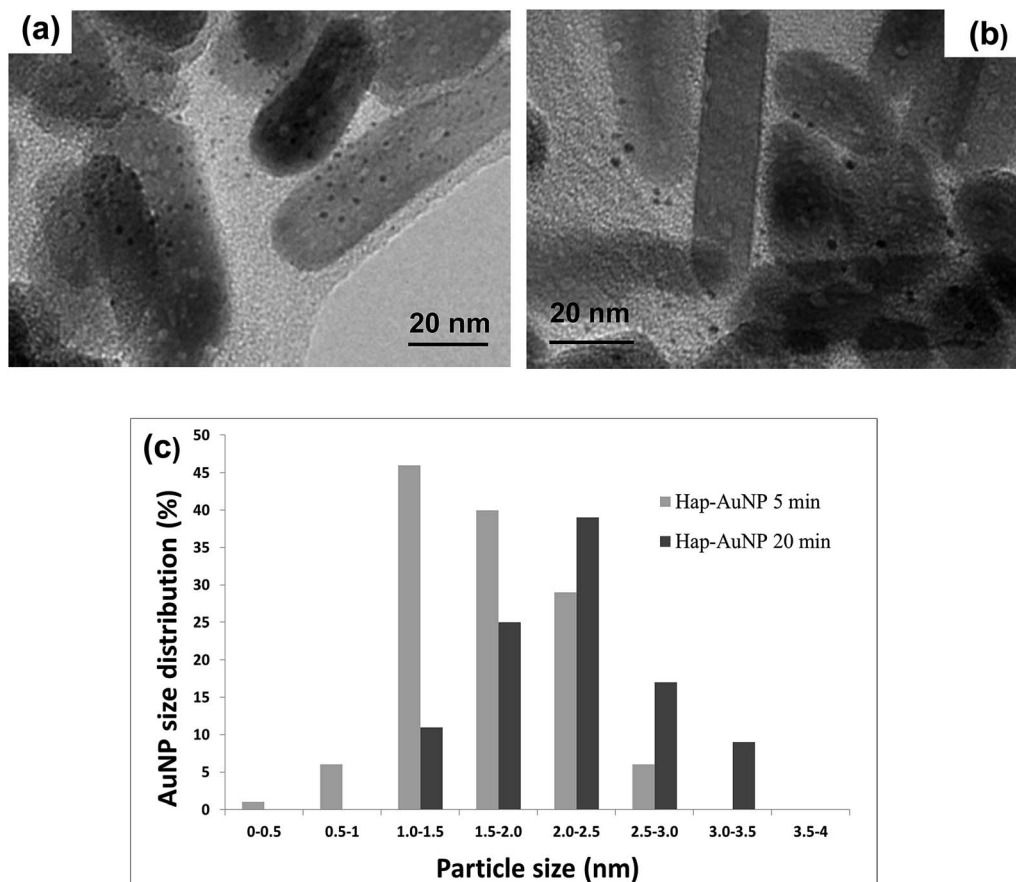 (a)
20 nm
(b)
20 nm
(c)
AuNP size distribution (%)
50
45
40
35
30
25
20
15
10
5
0
Hap-AuNP 5 min
Hap-AuNP 20 min
0-0.5 0.5-1 1.0-1.5 1.5-2.0 2.0-2.5 2.5-3.0 3.0-3.5 3.5-4
Particle size (nm)